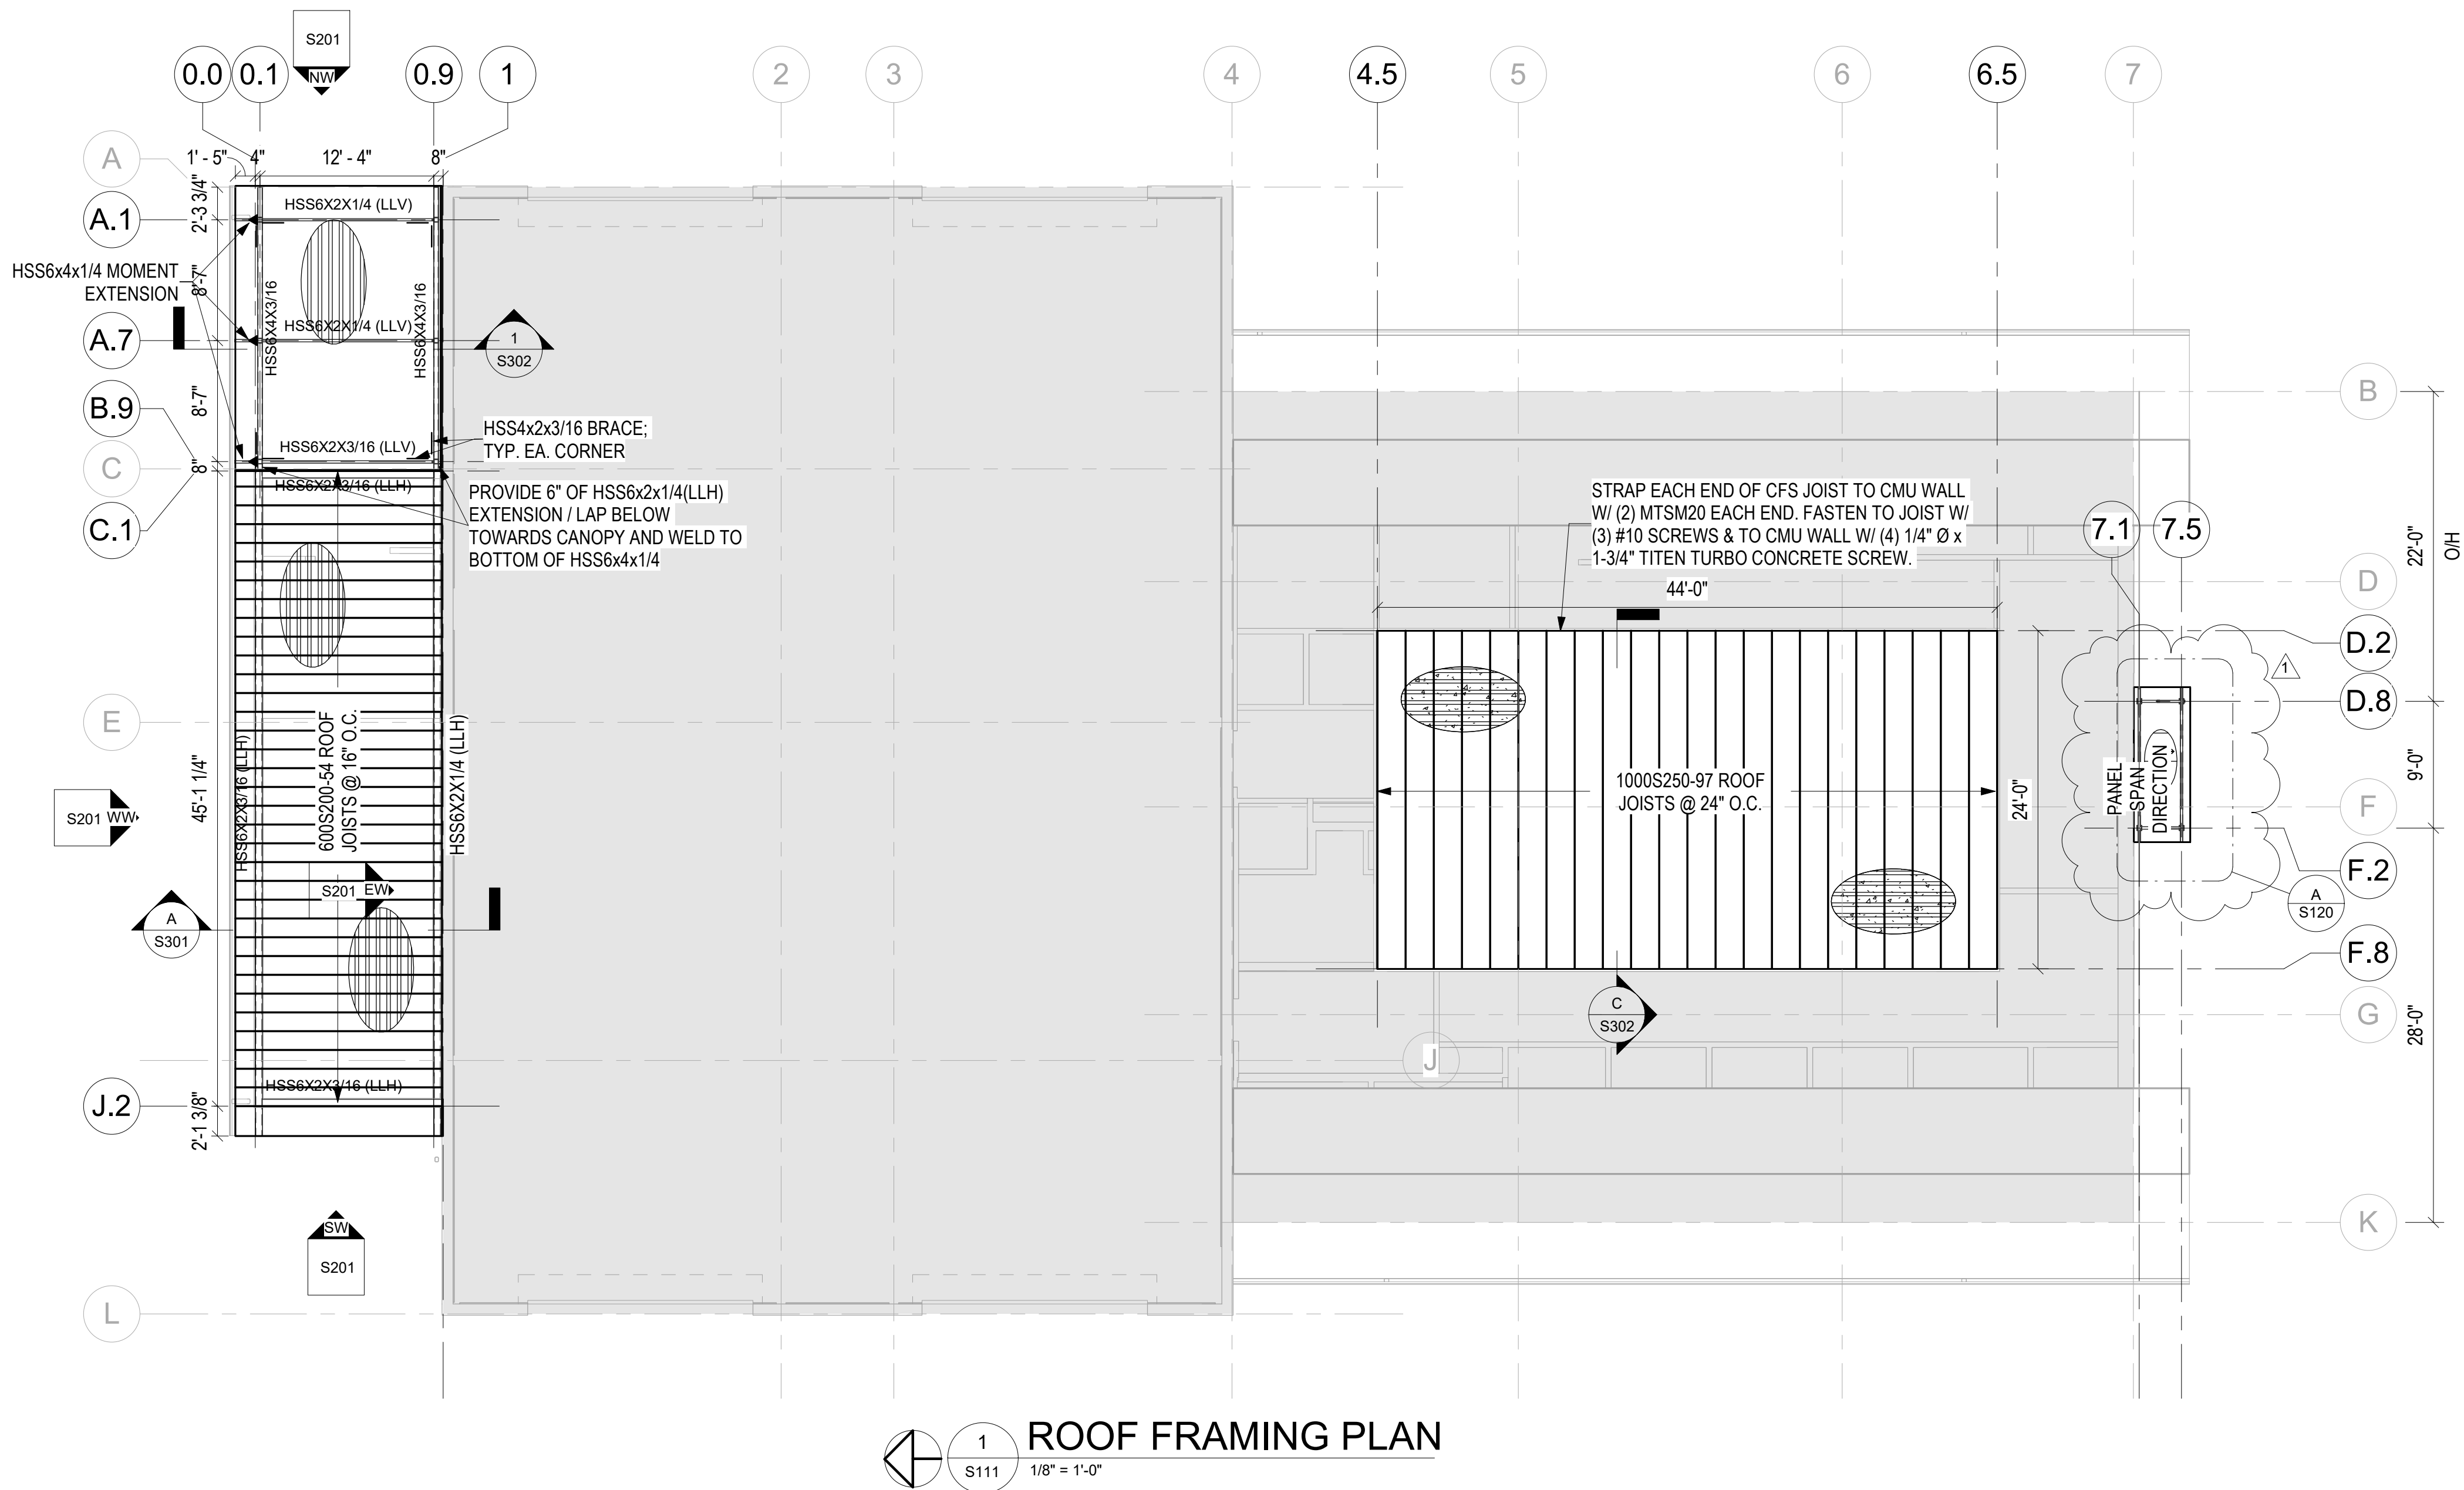 S201
NW
0.0
0.1
0.9
1
2
3
4
4.5
5
6
6.5
7
A
1' - 5"
4"
12' - 4"
8"
2'-3 3/4"
HSS6X2X1/4 (LLV)
A.1
HSS6x4x1/4 MOMENT
EXTENSION
8'-7"
HSS6X4X3/16
HSS6X4X3/16
HSS6X2X1/4 (LLV)
A.7
1
S302
8'-7"
B.9
B
HSS4x2x3/16 BRACE;
TYP. EA. CORNER
HSS6X2X3/16 (LLV)
C
8"
HSS6X2X3/16 (LLH)
PROVIDE 6" OF HSS6x2x1/4(LLH)
EXTENSION / LAP BELOW
TOWARDS CANOPY AND WELD TO
BOTTOM OF HSS6x4x1/4
C.1
STRAP EACH END OF CFS JOIST TO CMU WALL
W/ (2) MTSM20 EACH END. FASTEN TO JOIST W/
(3) #10 SCREWS & TO CMU WALL W/ (4) 1/4" Ø x
1-3/4" TITEN TURBO CONCRETE SCREW.
44'-0"
7.1
7.5
22'-0"
O/H
D
D.2
1
D.8
E
45'-1 1/4"
HSS6X2X3/16 (LLH)
600S200-54 ROOF
JOISTS @ 16" O.C.
HSS6X2X1/4 (LLH)
1000S250-97 ROOF
JOISTS @ 24" O.C.
24'-0"
PANEL
SPAN
DIRECTION
9'-0"
F
S201
WW
S201
EW
F.2
A
S301
A
S120
F.8
C
S302
G
28'-0"
J
HSS6X2X3/16 (LLH)
J.2
2'-1 3/8"
SW
S201
K
L
1
S111
ROOF FRAMING PLAN
1/8" = 1'-0"